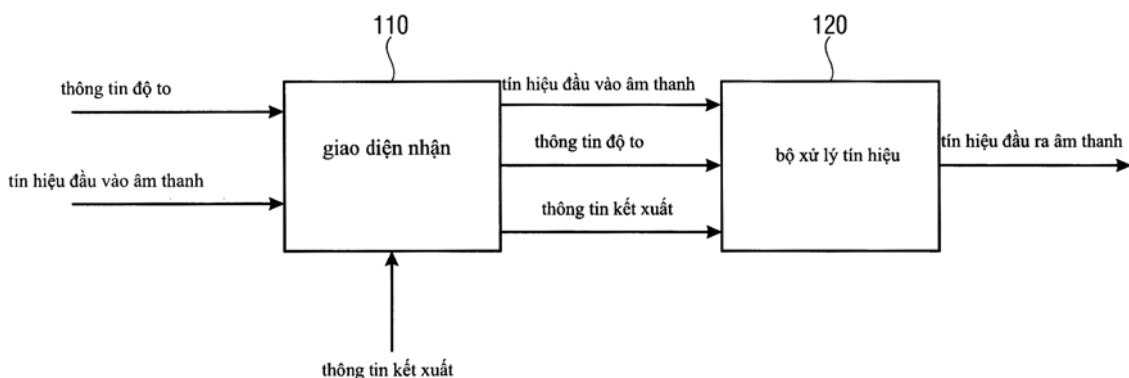 110
120
thông tin độ to
tín hiệu đầu vào âm thanh
giao diện nhận
tín hiệu đầu vào âm thanh
thông tin độ to
thông tin kết xuất
bộ xử lý tín hiệu
tín hiệu đầu ra âm thanh
thông tin kết xuất